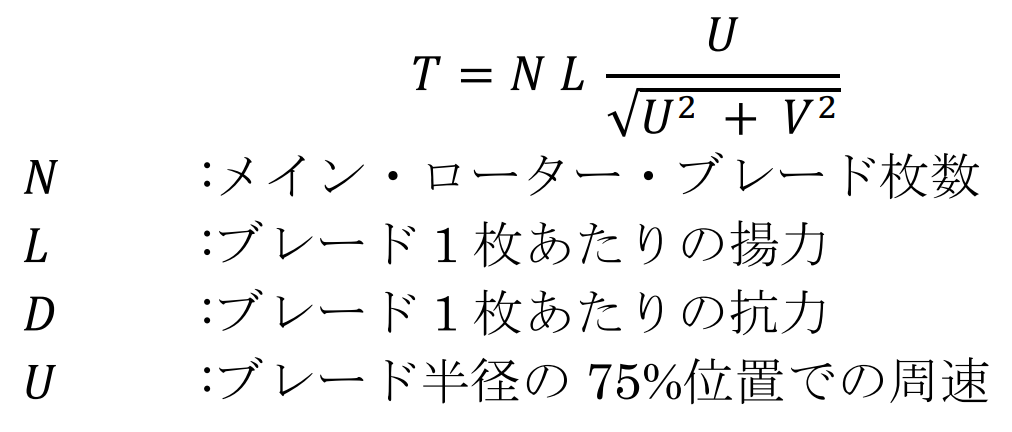 T = N L U / √(U² + V²)
N :メイン・ローター・ブレード枚数
L :ブレード1枚あたりの揚力
D :ブレード1枚あたりの抗力
U :ブレード半径の 75%位置での周速